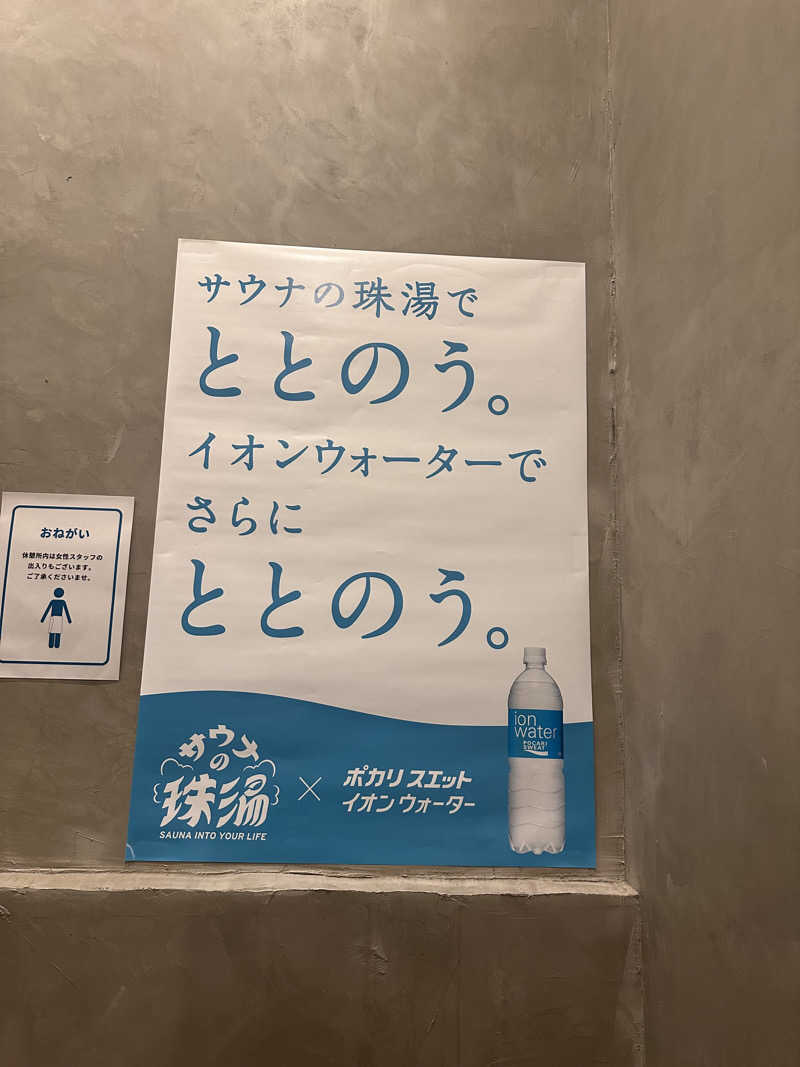 サウナの珠湯で
ととのう。
イオンウォーターで
さらに
ととのう。
おねがい
休憩所内は女性スタッフの
出入りもございます。
ご了承くださいませ。
サウナ
の
珠湯
SAUNA INTO YOUR LIFE
×
ポカリスエット
イオンウォーター
ion
water
POCARI
SWEAT